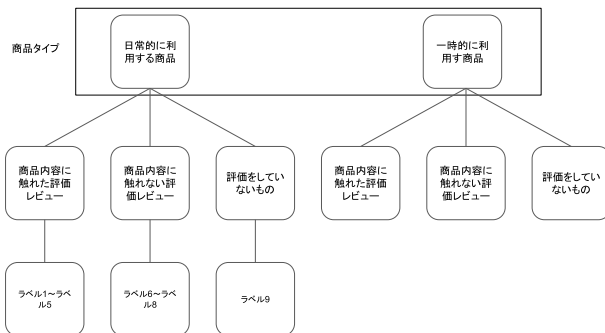 商品タイプ
日常的に利
用する商品
一時的に利
用す商品
商品内容に
触れた評価
レビュー
商品内容に
触れない評
価レビュー
評価をしてい
ないもの
商品内容に
触れた評価
レビュー
商品内容に
触れない評
価レビュー
評価をしてい
ないもの
ラベル1～ラベ
ル5
ラベル6～ラベ
ル8
ラベル9